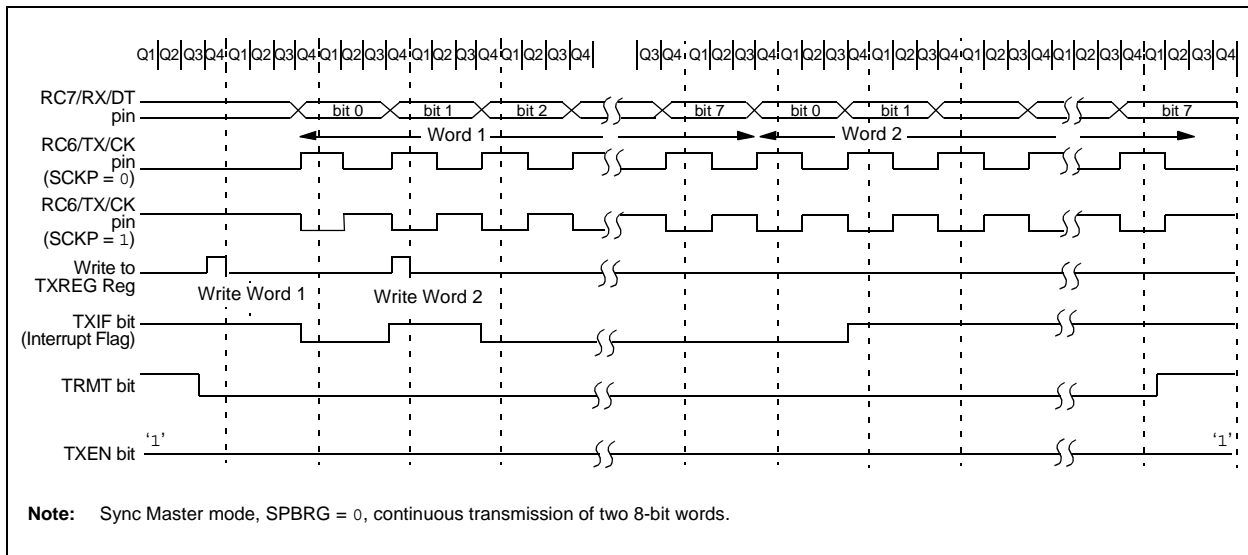 Q1 Q2 Q3 Q4 Q1 Q2 Q3 Q4 Q1 Q2 Q3 Q4 Q1 Q2 Q3 Q4 Q1 Q2 Q3 Q4 Q3 Q4 Q1 Q2 Q3 Q4 Q1 Q2 Q3 Q4 Q1 Q2 Q3 Q4 Q1 Q2 Q3 Q4 Q1 Q2 Q3 Q4 Q1 Q2 Q3 Q4
RC7/RX/DT
pin
bit 0 bit 1 bit 2 bit 7 bit 0 bit 1 bit 7
Word 1 Word 2
RC6/TX/CK
pin
(SCKP = 0)
RC6/TX/CK
pin
(SCKP = 1)
Write to
TXREG Reg
Write Word 1 Write Word 2
TXIF bit
(Interrupt Flag)
TRMT bit
TXEN bit
'1' '1'
Note: Sync Master mode, SPBRG = 0, continuous transmission of two 8-bit words.